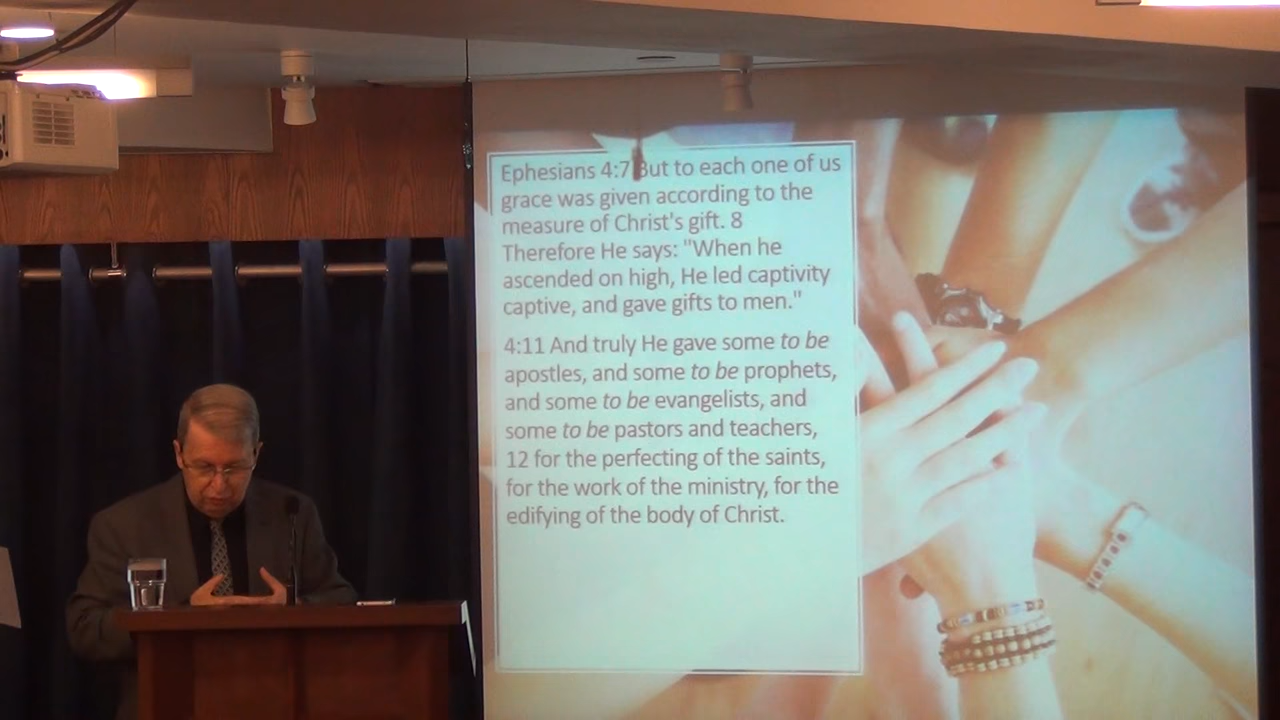 Ephesians 4:7 But to each one of us
grace was given according to the
measure of Christ's gift. 8
Therefore He says: "When he
ascended on high, He led captivity
captive, and gave gifts to men."
4:11 And truly He gave some to be
apostles, and some to be prophets,
and some to be evangelists, and
some to be pastors and teachers,
12 for the perfecting of the saints,
for the work of the ministry, for the
edifying of the body of Christ.